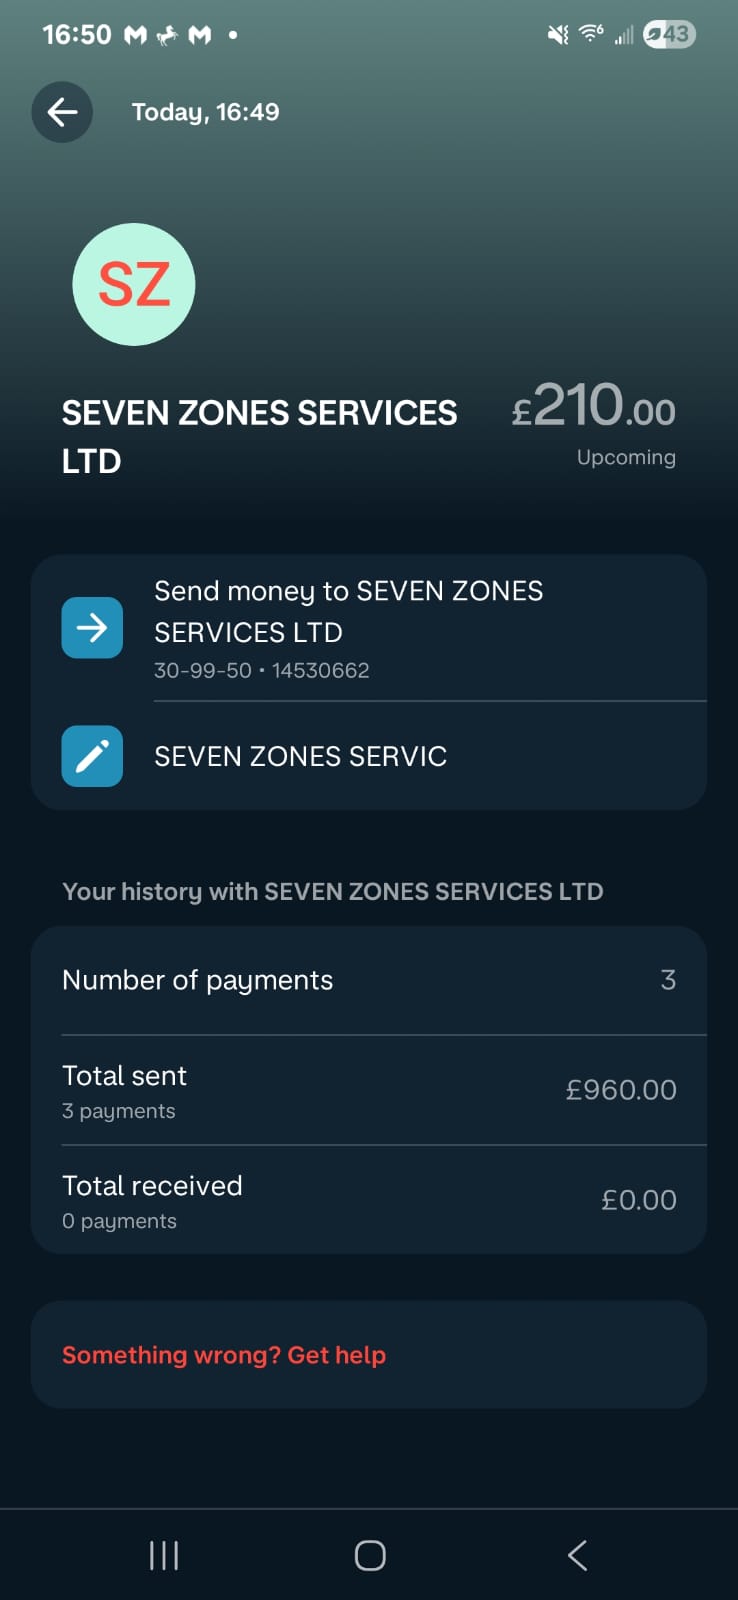 16:50
43
Today, 16:49
SZ
SEVEN ZONES SERVICES
LTD
£210.00
Upcoming
Send money to SEVEN ZONES
SERVICES LTD
30-99-50 • 14530662
SEVEN ZONES SERVIC
Your history with SEVEN ZONES SERVICES LTD
Number of payments
3
Total sent
3 payments
£960.00
Total received
0 payments
£0.00
Something wrong? Get help